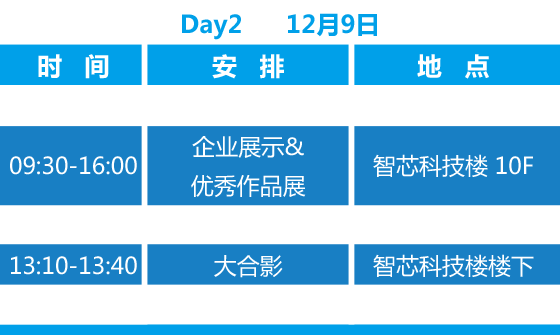 Day2 12月9日
时 间 安 排 地 点
企业展示&
09:30-16:00 智芯科技楼 10F
优秀作品展
13:10-13:40 大合影 智芯科技楼楼下